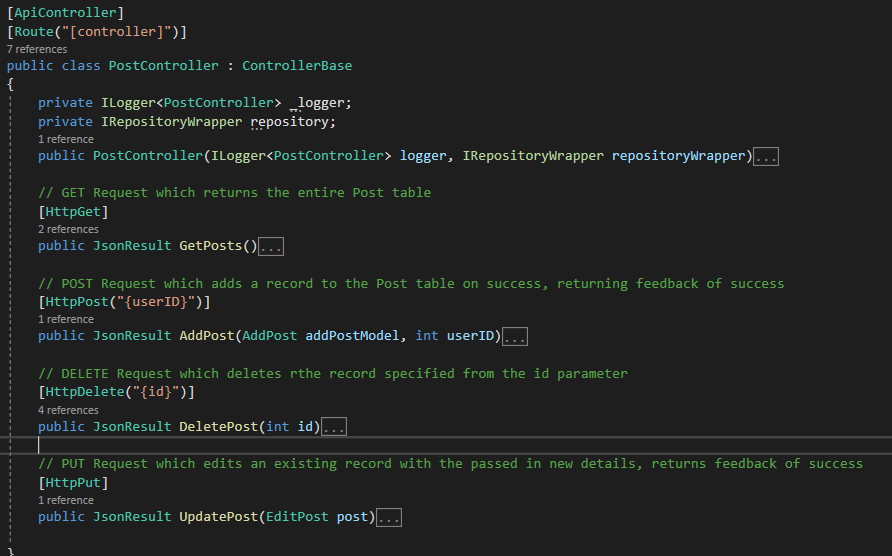 [ApiController]
[Route("[controller]")]
7 references
public class PostController : ControllerBase
{
private ILogger<PostController> _logger;
private IRepositoryWrapper repository;
1 reference
public PostController(ILogger<PostController> logger, IRepositoryWrapper repositoryWrapper)...
// GET Request which returns the entire Post table
[HttpGet]
2 references
public JsonResult GetPosts()...
// POST Request which adds a record to the Post table on success, returning feedback of success
[HttpPost("{userID}")]
1 reference
public JsonResult AddPost(AddPost addPostModel, int userID)...
// DELETE Request which deletes rthe record specified from the id parameter
[HttpDelete("{id}")]
4 references
public JsonResult DeletePost(int id)...
// PUT Request which edits an existing record with the passed in new details, returns feedback of success
[HttpPut]
1 reference
public JsonResult UpdatePost(EditPost post)...
}